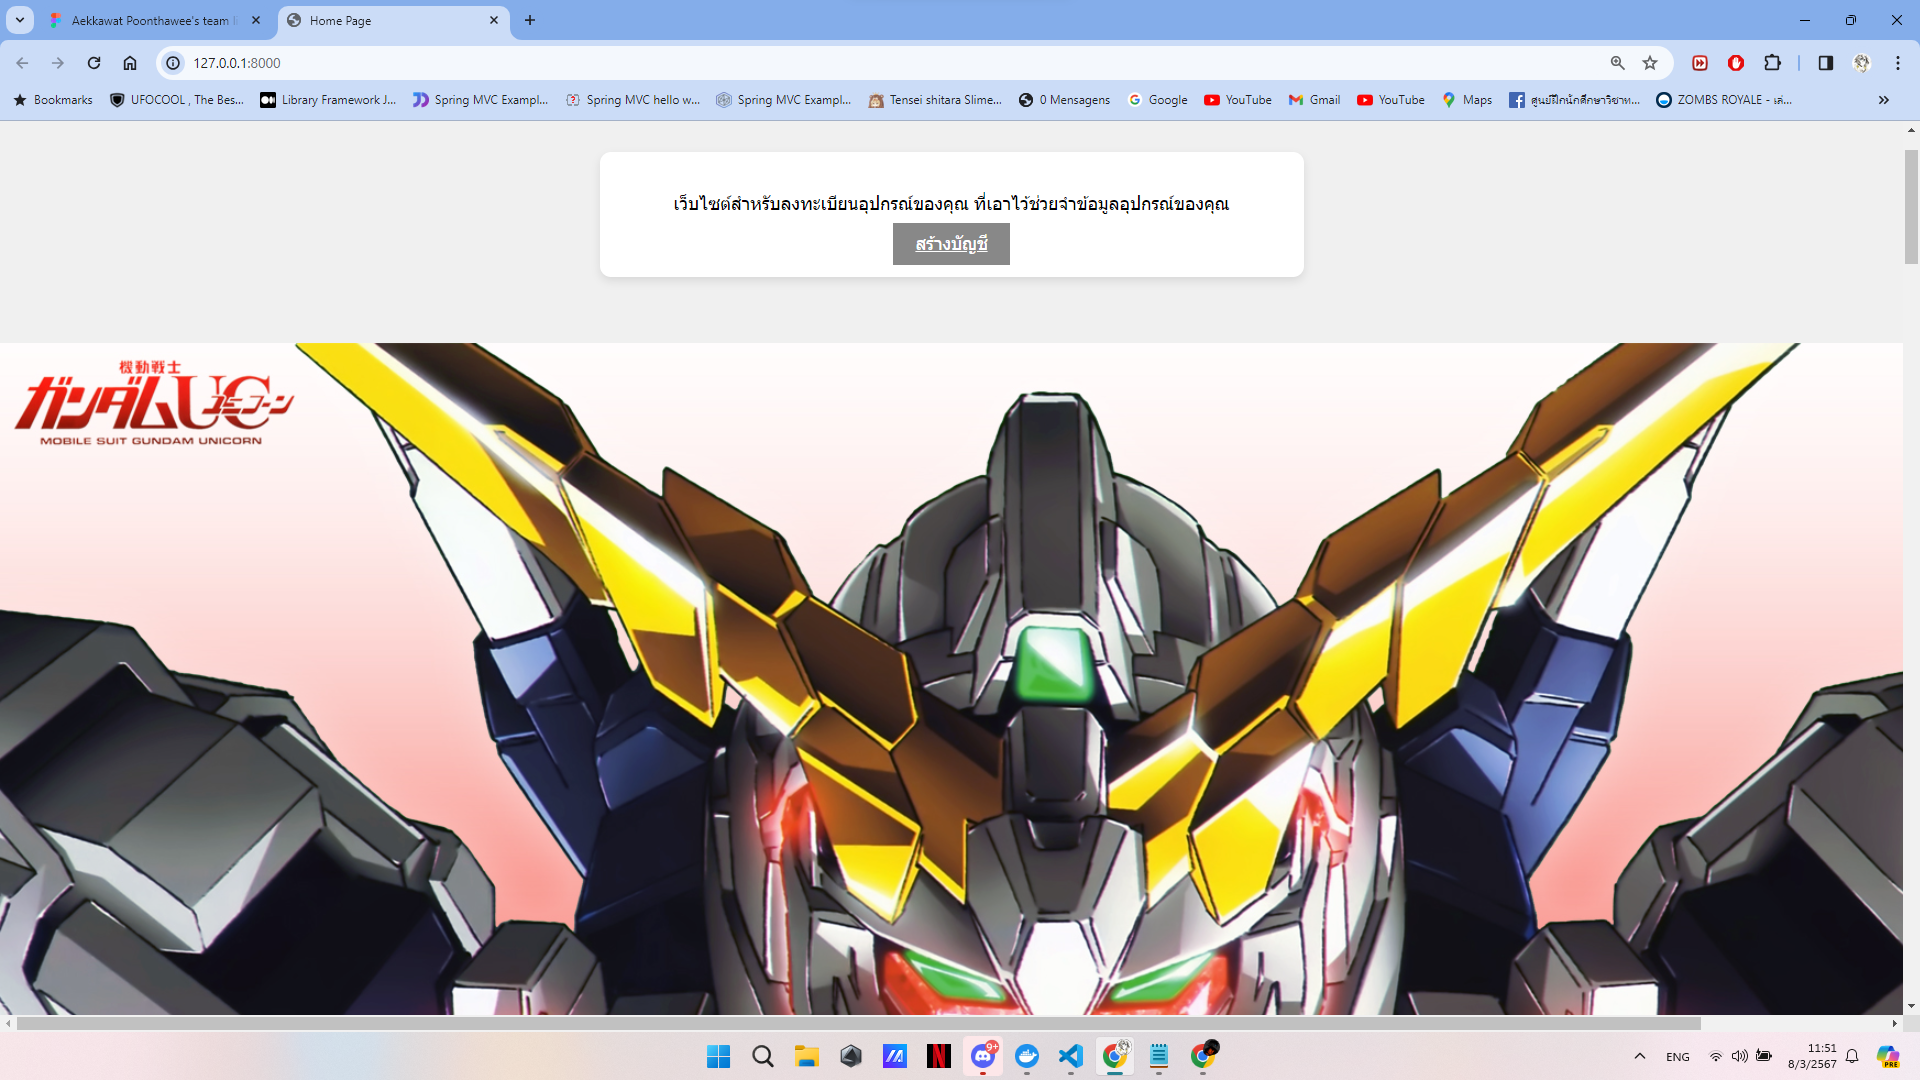 Aekkawat Poonthawee's team li
Home Page
127.0.0.1:8000
Bookmarks
UFOCOOL , The Bes...
Library Framework J...
Spring MVC Exampl...
Spring MVC hello w...
Spring MVC Exampl...
Tensei shitara Slime...
0 Mensagens
Google
YouTube
Gmail
YouTube
Maps
ศูนย์ฝึกนักศึกษาวิชาท...
ZOMBS ROYALE - เล่...
เว็บไซต์สำหรับลงทะเบียนอุปกรณ์ของคุณ ที่เอาไว้ช่วยจำข้อมูลอุปกรณ์ของคุณ
สร้างบัญชี
機動戦士
ガンダムUC
ユニコーン
MOBILE SUIT GUNDAM UNICORN
9+
ENG
11:51
8/3/2567
PRE